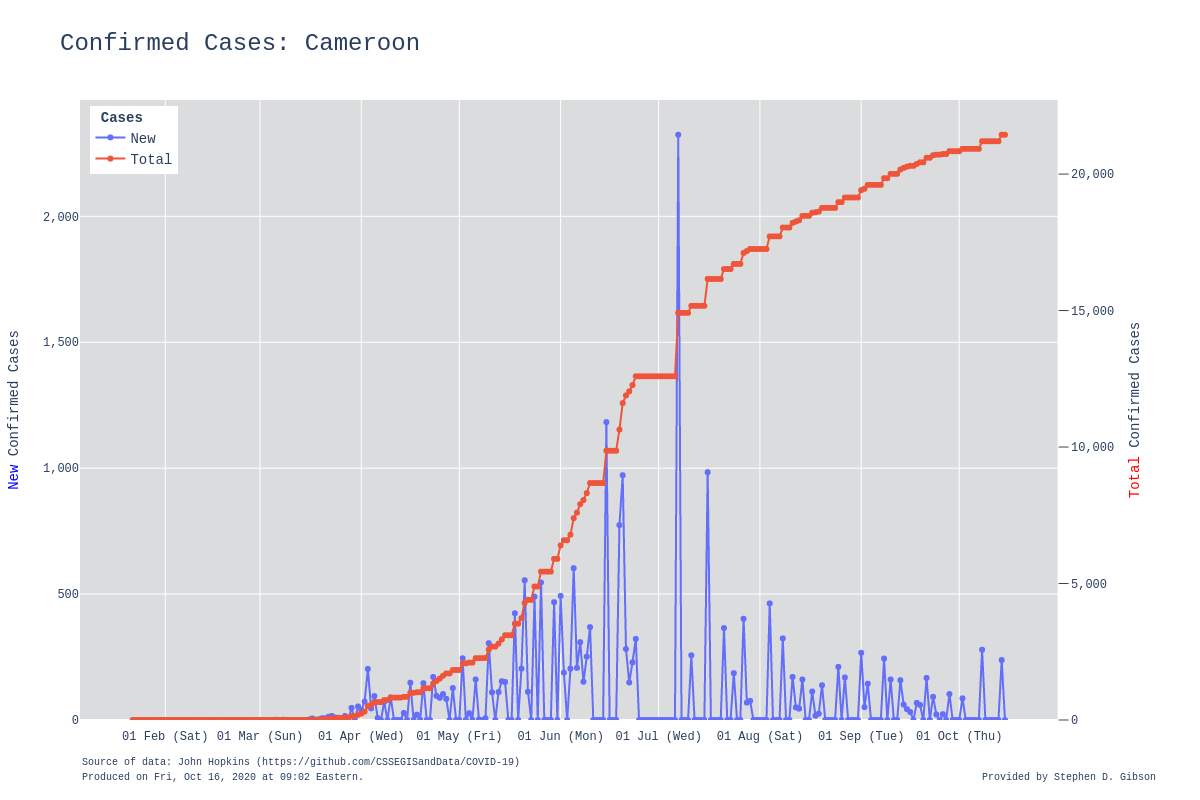 Confirmed Cases: Cameroon
Cases
New
Total
2,000
1,500
1,000
500
0
20,000
15,000
10,000
5,000
0
New Confirmed Cases
Total Confirmed Cases
01 Feb (Sat) 01 Mar (Sun) 01 Apr (Wed) 01 May (Fri) 01 Jun (Mon) 01 Jul (Wed) 01 Aug (Sat) 01 Sep (Tue) 01 Oct (Thu)
Source of data: John Hopkins (https://github.com/CSSEGISandData/COVID-19)
Produced on Fri, Oct 16, 2020 at 09:02 Eastern.
Provided by Stephen D. Gibson